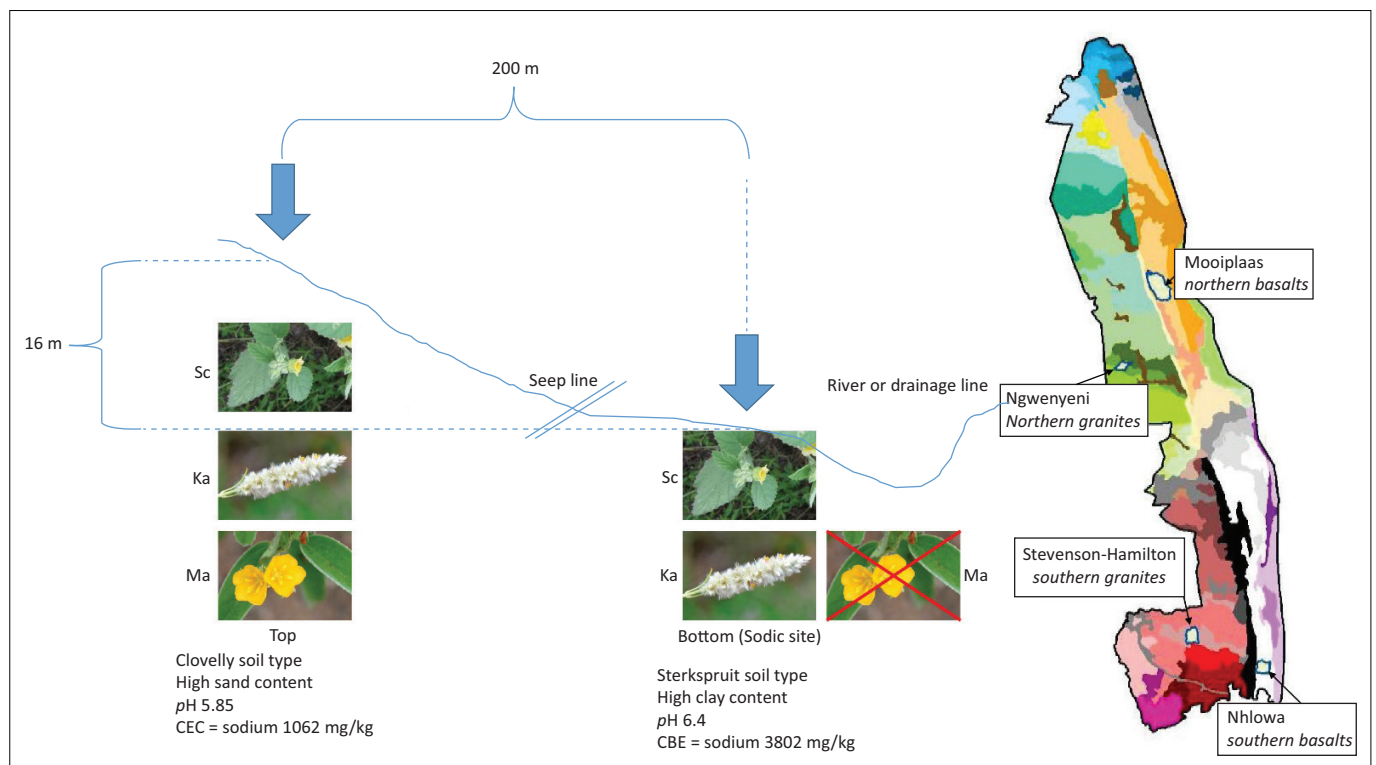 200 m
16 m
Sc
Seep line
River or drainage line
Ka
Sc
Ma
Ka
Ma
Top
Bottom (Sodic site)
Clovelly soil type
High sand content
pH 5.85
CEC = sodium 1062 mg/kg
Sterkspruit soil type
High clay content
pH 6.4
CBE = sodium 3802 mg/kg
Mooiplaas
northern basalts
Ngwenyeni
Northern granites
Stevenson-Hamilton
southern granites
Nhlowa
southern basalts